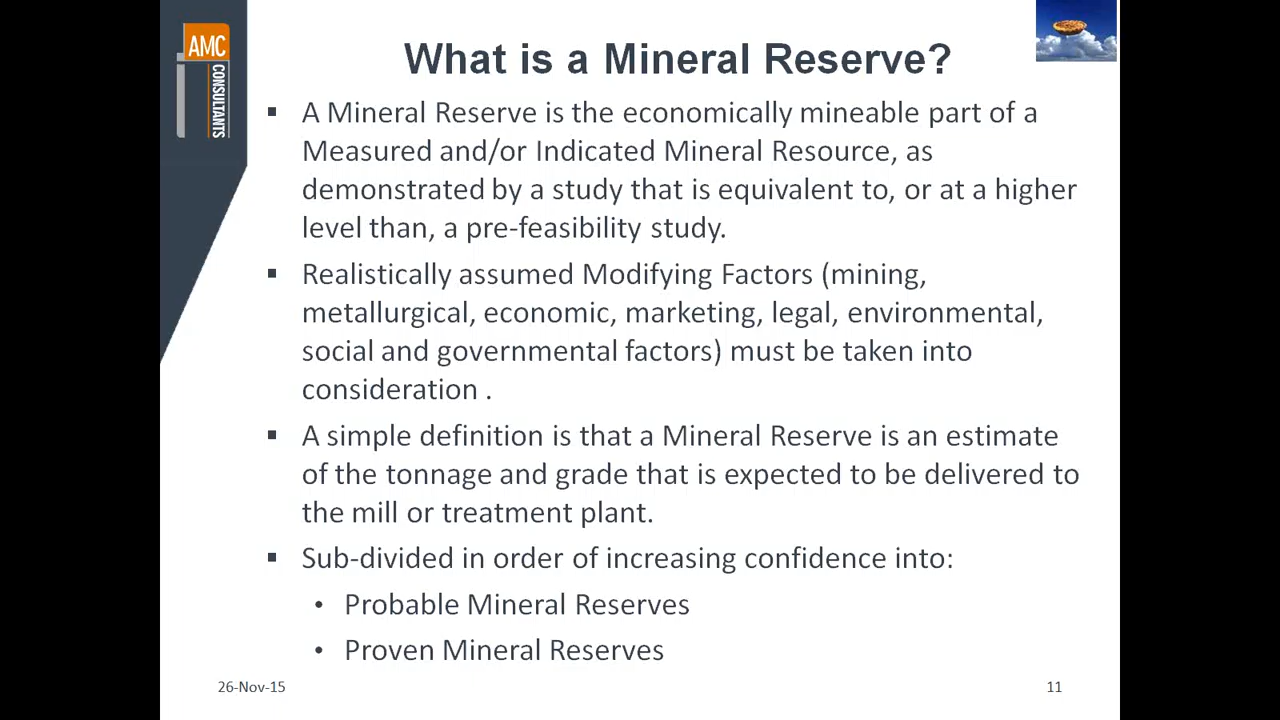 AMC
CONSULTANTS
What is a Mineral Reserve?
▪ A Mineral Reserve is the economically mineable part of a
Measured and/or Indicated Mineral Resource, as
demonstrated by a study that is equivalent to, or at a higher
level than, a pre-feasibility study.
▪ Realistically assumed Modifying Factors (mining,
metallurgical, economic, marketing, legal, environmental,
social and governmental factors) must be taken into
consideration .
▪ A simple definition is that a Mineral Reserve is an estimate
of the tonnage and grade that is expected to be delivered to
the mill or treatment plant.
▪ Sub-divided in order of increasing confidence into:
• Probable Mineral Reserves
• Proven Mineral Reserves
26-Nov-15
11